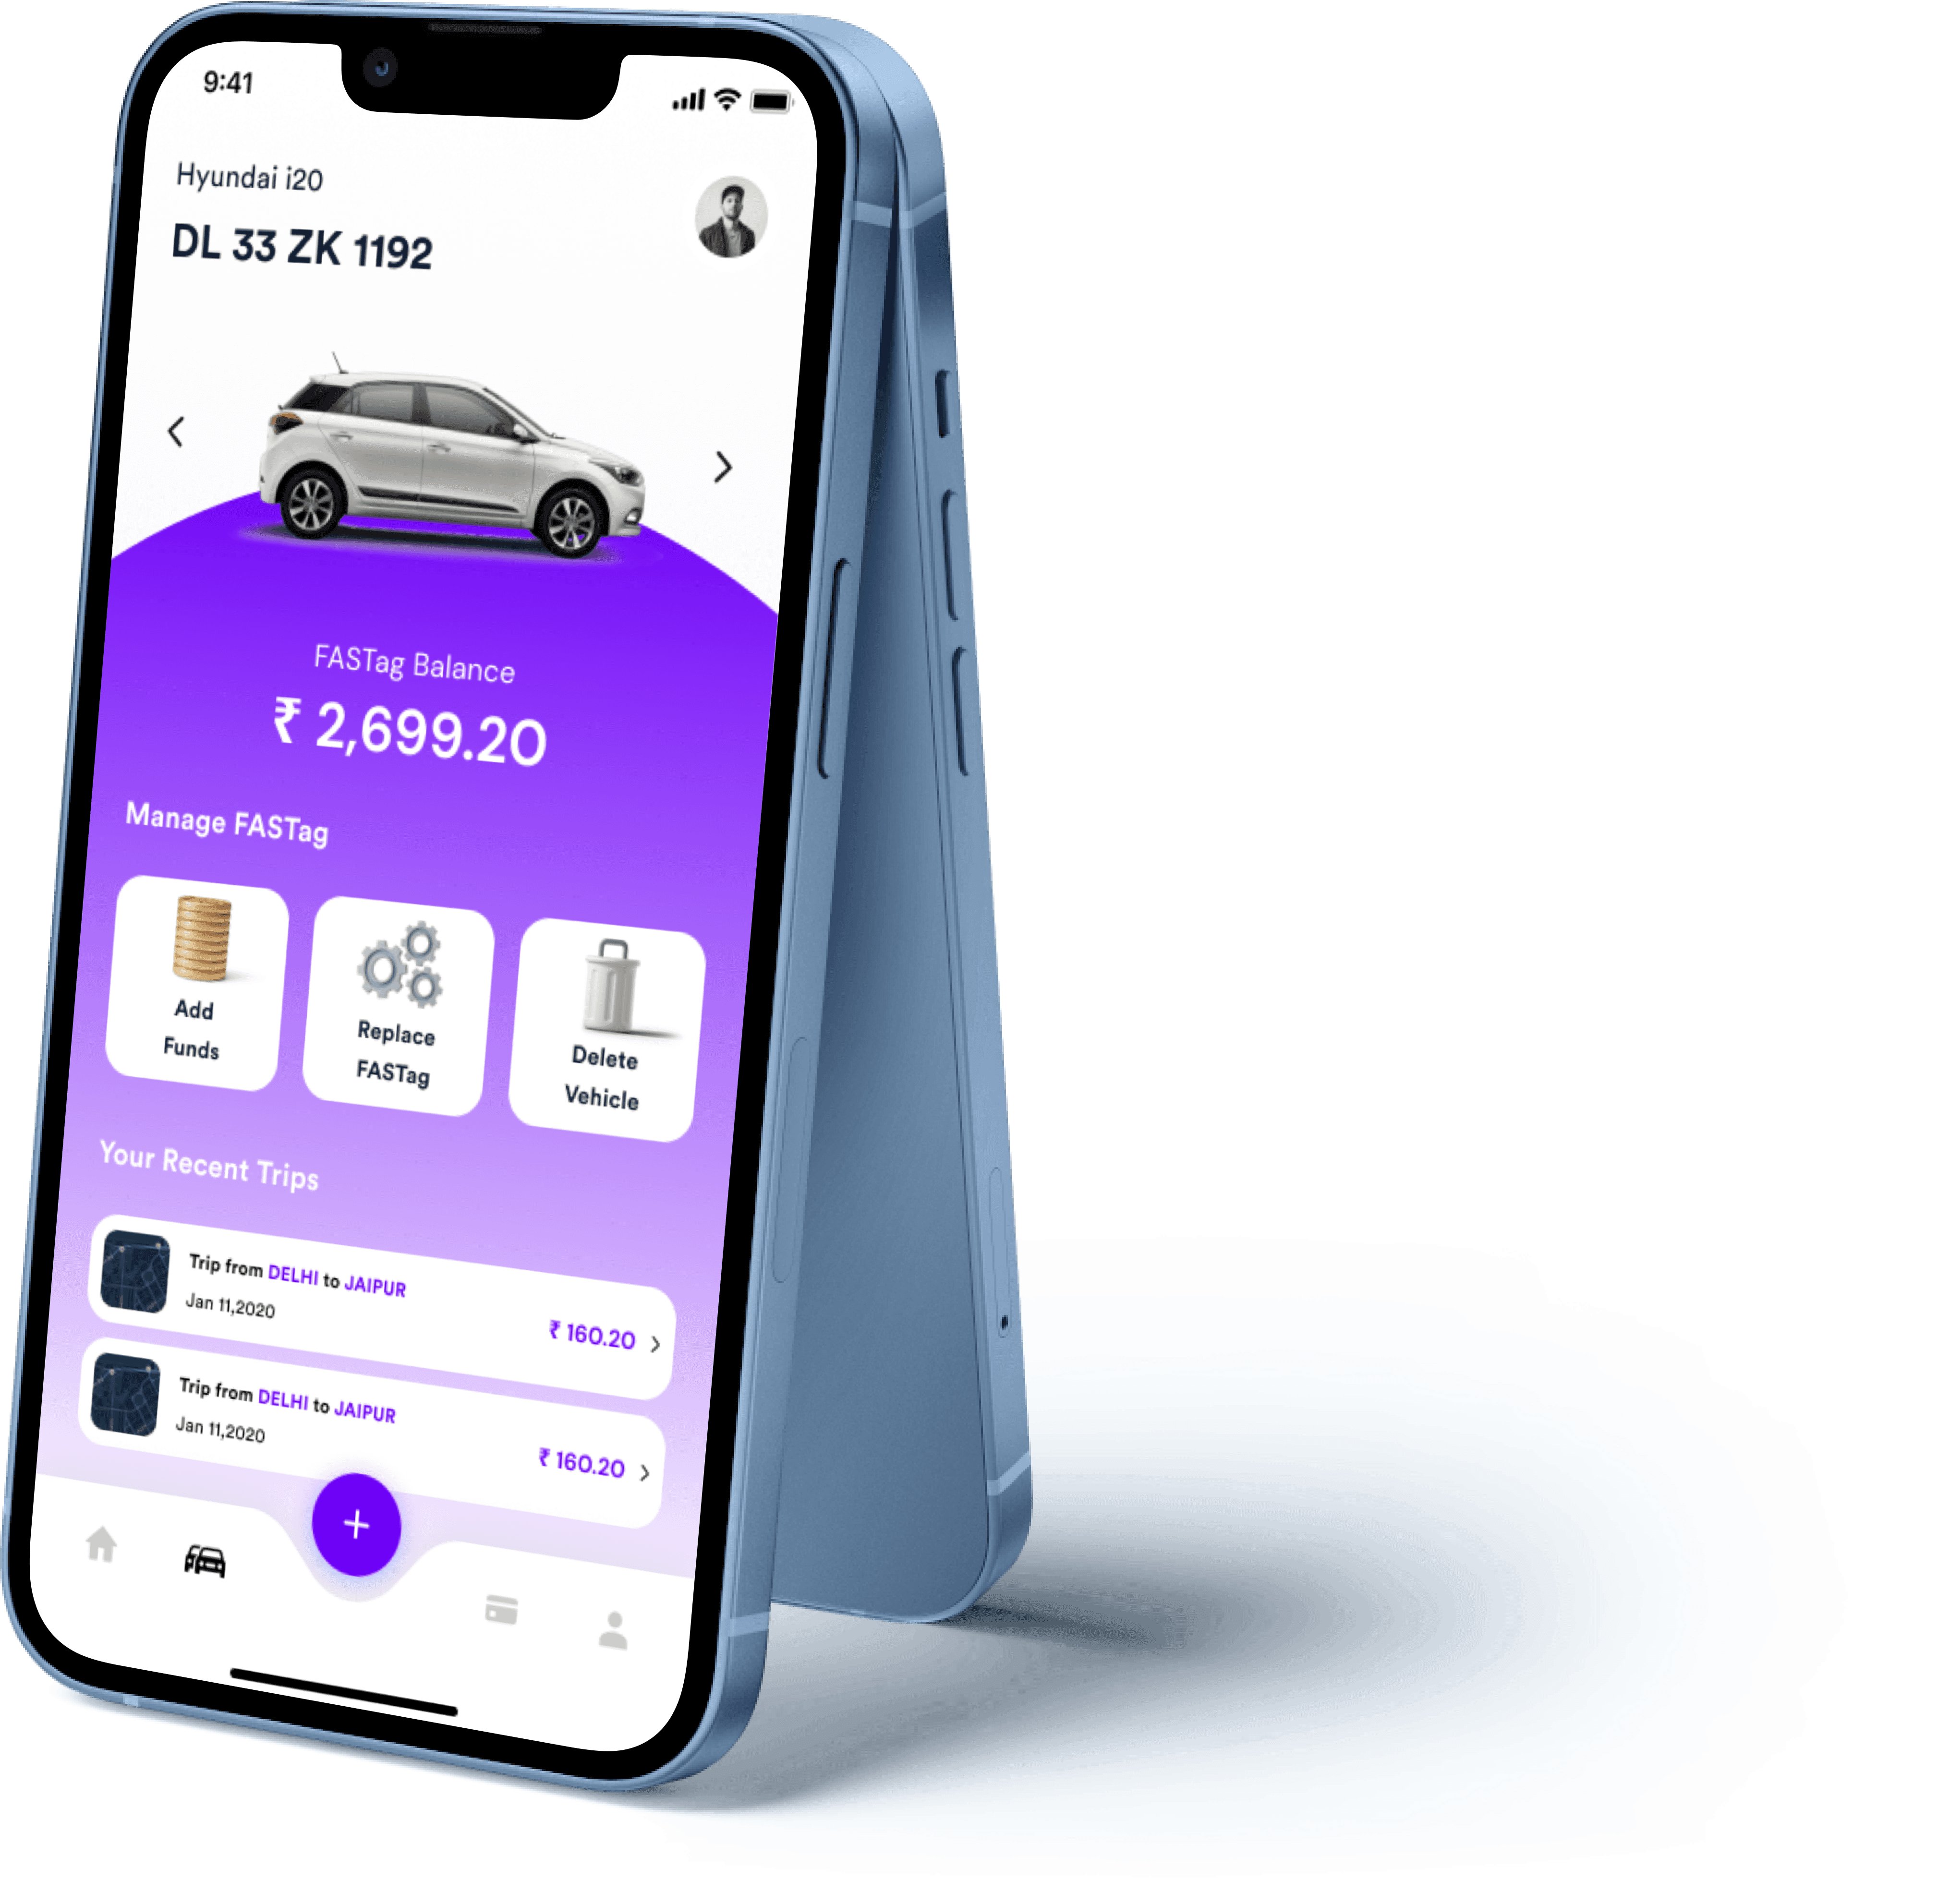 9:41
Hyundai i20
DL 33 ZK 1192
FASTag Balance
₹ 2,699.20
Manage FASTag
Add
Funds
Replace
FASTag
Delete
Vehicle
Your Recent Trips
Trip from DELHI to JAIPUR
Jan 11,2020
₹ 160.20
Trip from DELHI to JAIPUR
Jan 11,2020
₹ 160.20